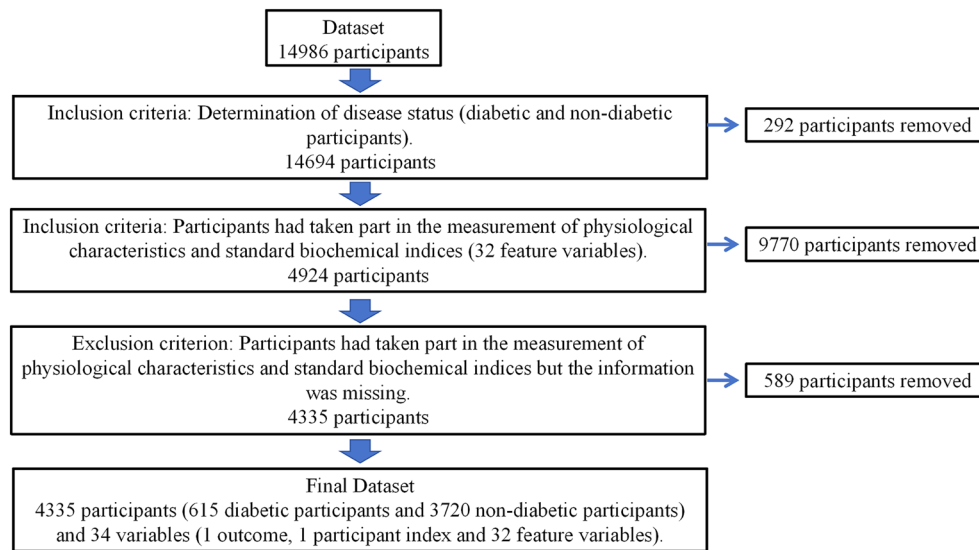 Dataset
14986 participants
Inclusion criteria: Determination of disease status (diabetic and non-diabetic
participants).
14694 participants
292 participants removed
Inclusion criteria: Participants had taken part in the measurement of physiological
characteristics and standard biochemical indices (32 feature variables).
4924 participants
9770 participants removed
Exclusion criterion: Participants had taken part in the measurement of
physiological characteristics and standard biochemical indices but the information
was missing.
4335 participants
589 participants removed
Final Dataset
4335 participants (615 diabetic participants and 3720 non-diabetic participants)
and 34 variables (1 outcome, 1 participant index and 32 feature variables).